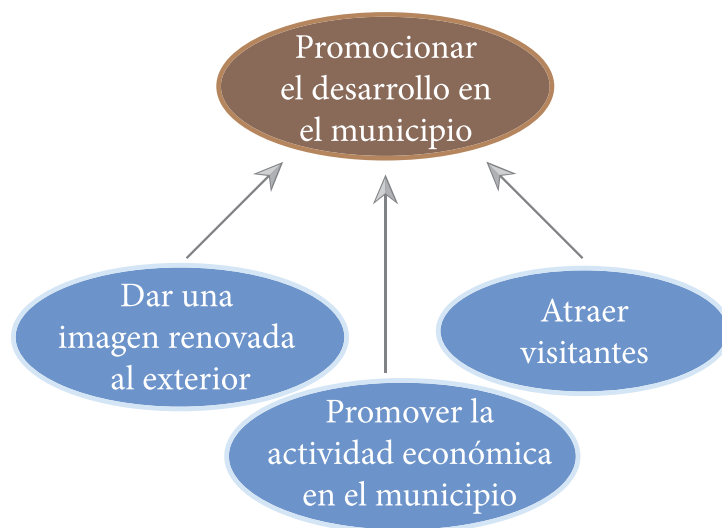 Promocionar
el desarrollo en
el municipio
Dar una
imagen renovada
al exterior
Atraer
visitantes
Promover la
actividad económica
en el municipio